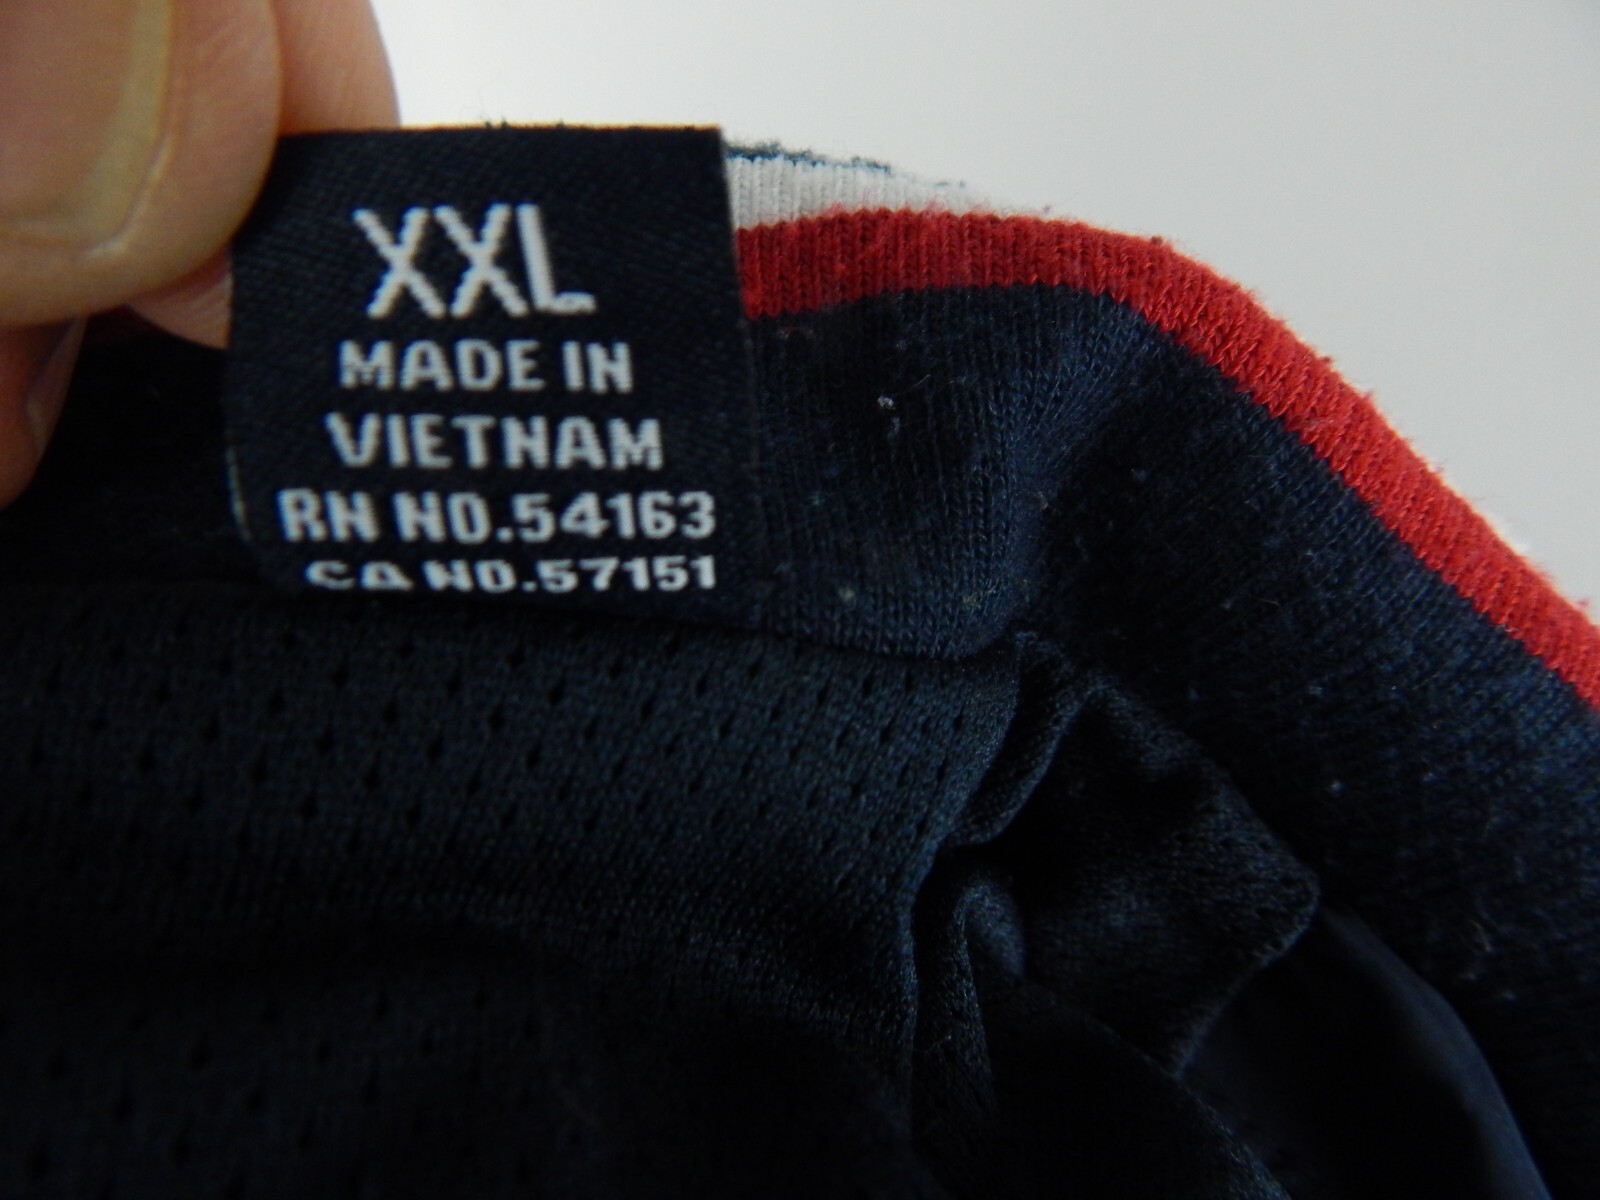 XXL
MADE IN
VIETNAM
RN NO.54163
CA NO.57151